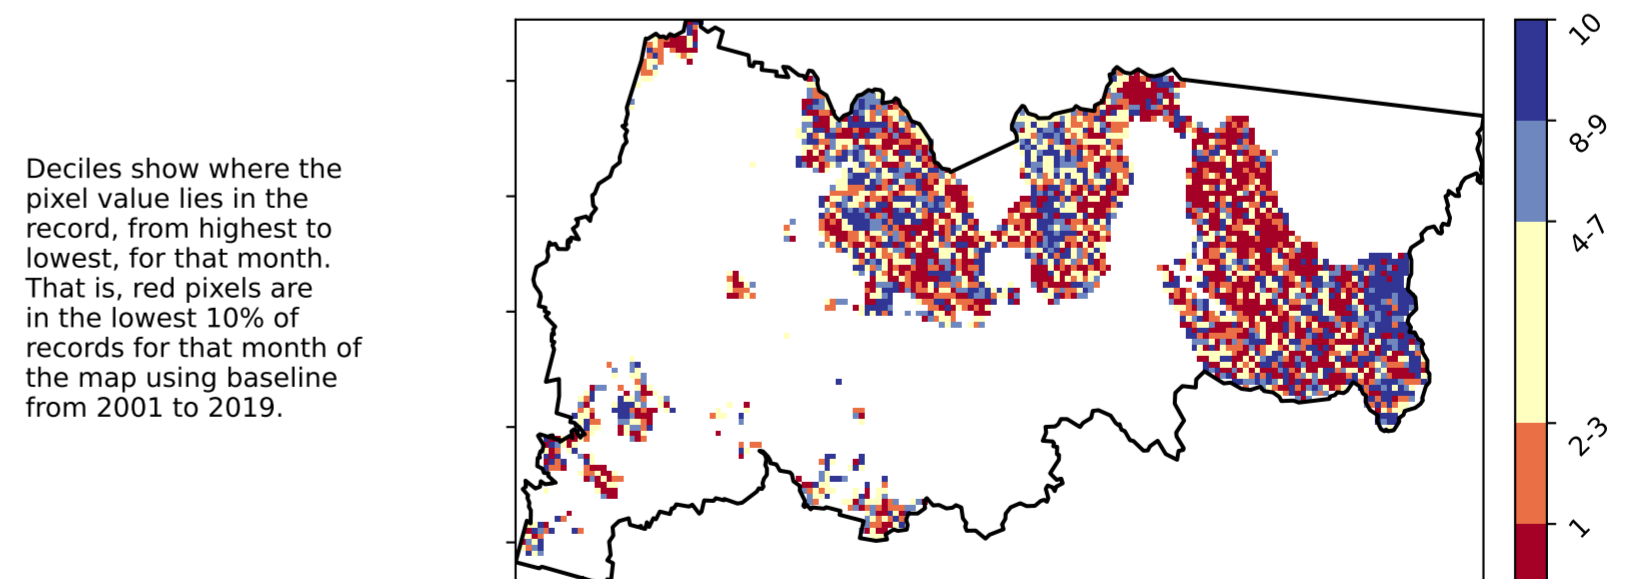 Deciles show where the
pixel value lies in the
record, from highest to
lowest, for that month.
That is, red pixels are
in the lowest 10% of
records for that month of
the map using baseline
from 2001 to 2019.
10
8-9
4-7
2-3
1